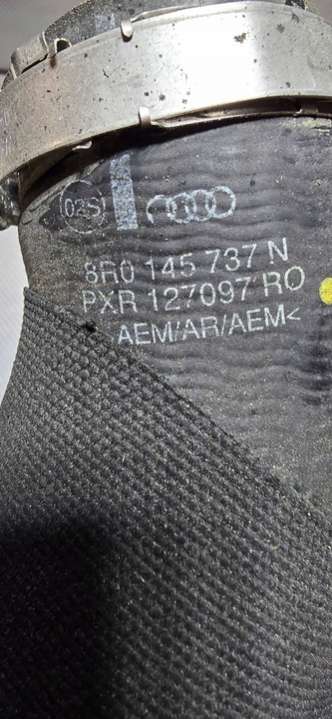 02S
8R0 145 737 N
PXR 127097 RO
AEM/AR/AEM<